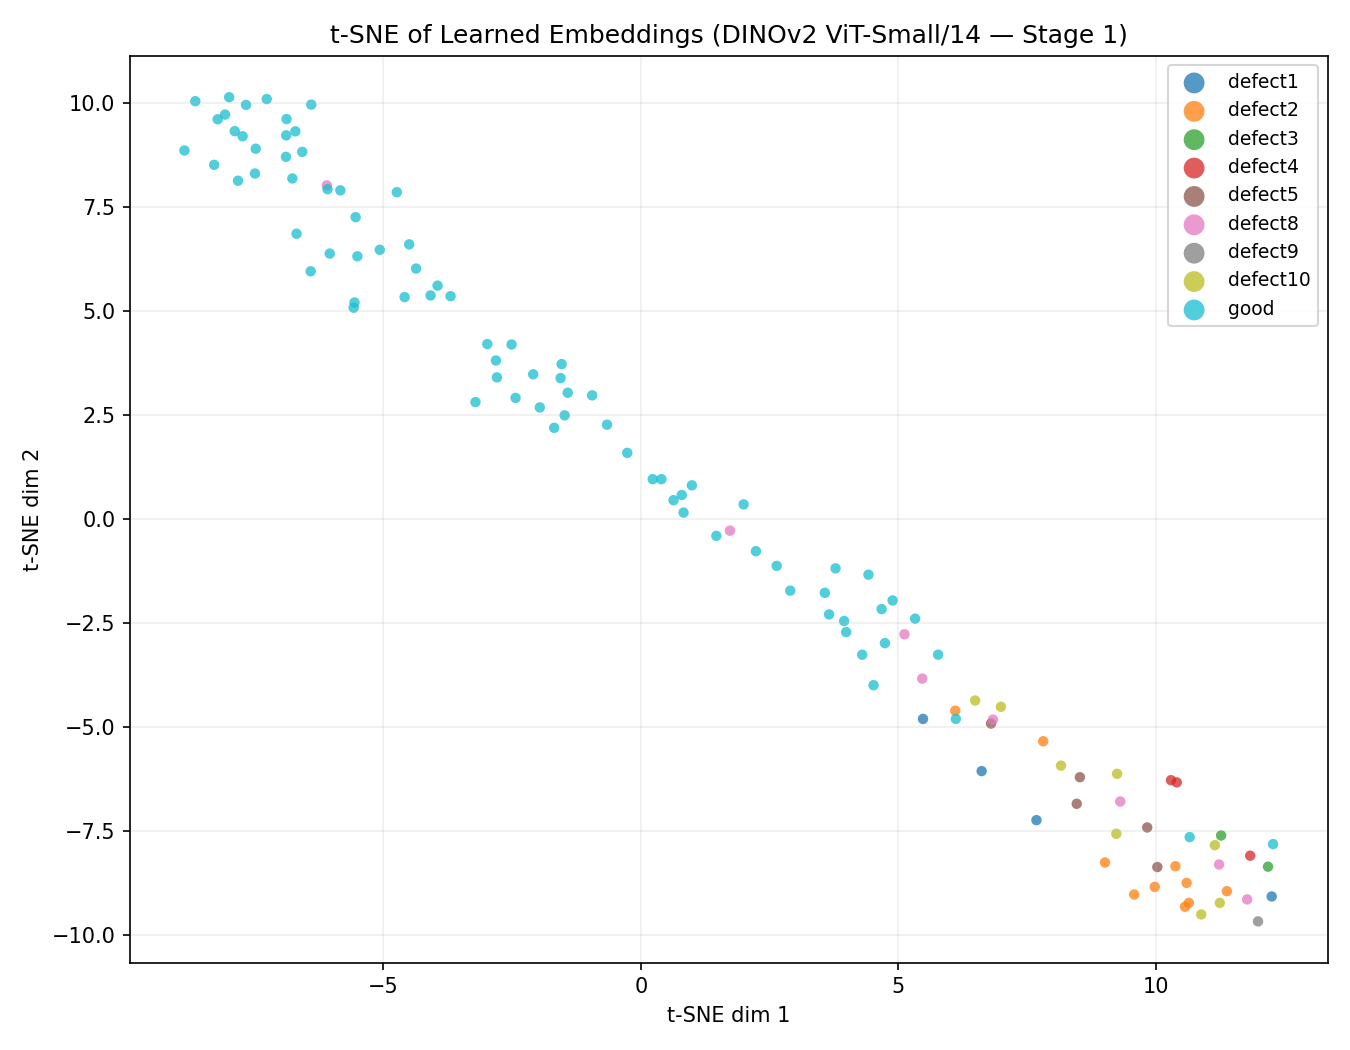 t-SNE of Learned Embeddings (DINOv2 ViT-Small/14 — Stage 1)
defect1
defect2
defect3
defect4
defect5
defect8
defect9
defect10
good
10.0
7.5
5.0
2.5
0.0
−2.5
−5.0
−7.5
−10.0
t-SNE dim 2
−5
0
5
10
t-SNE dim 1